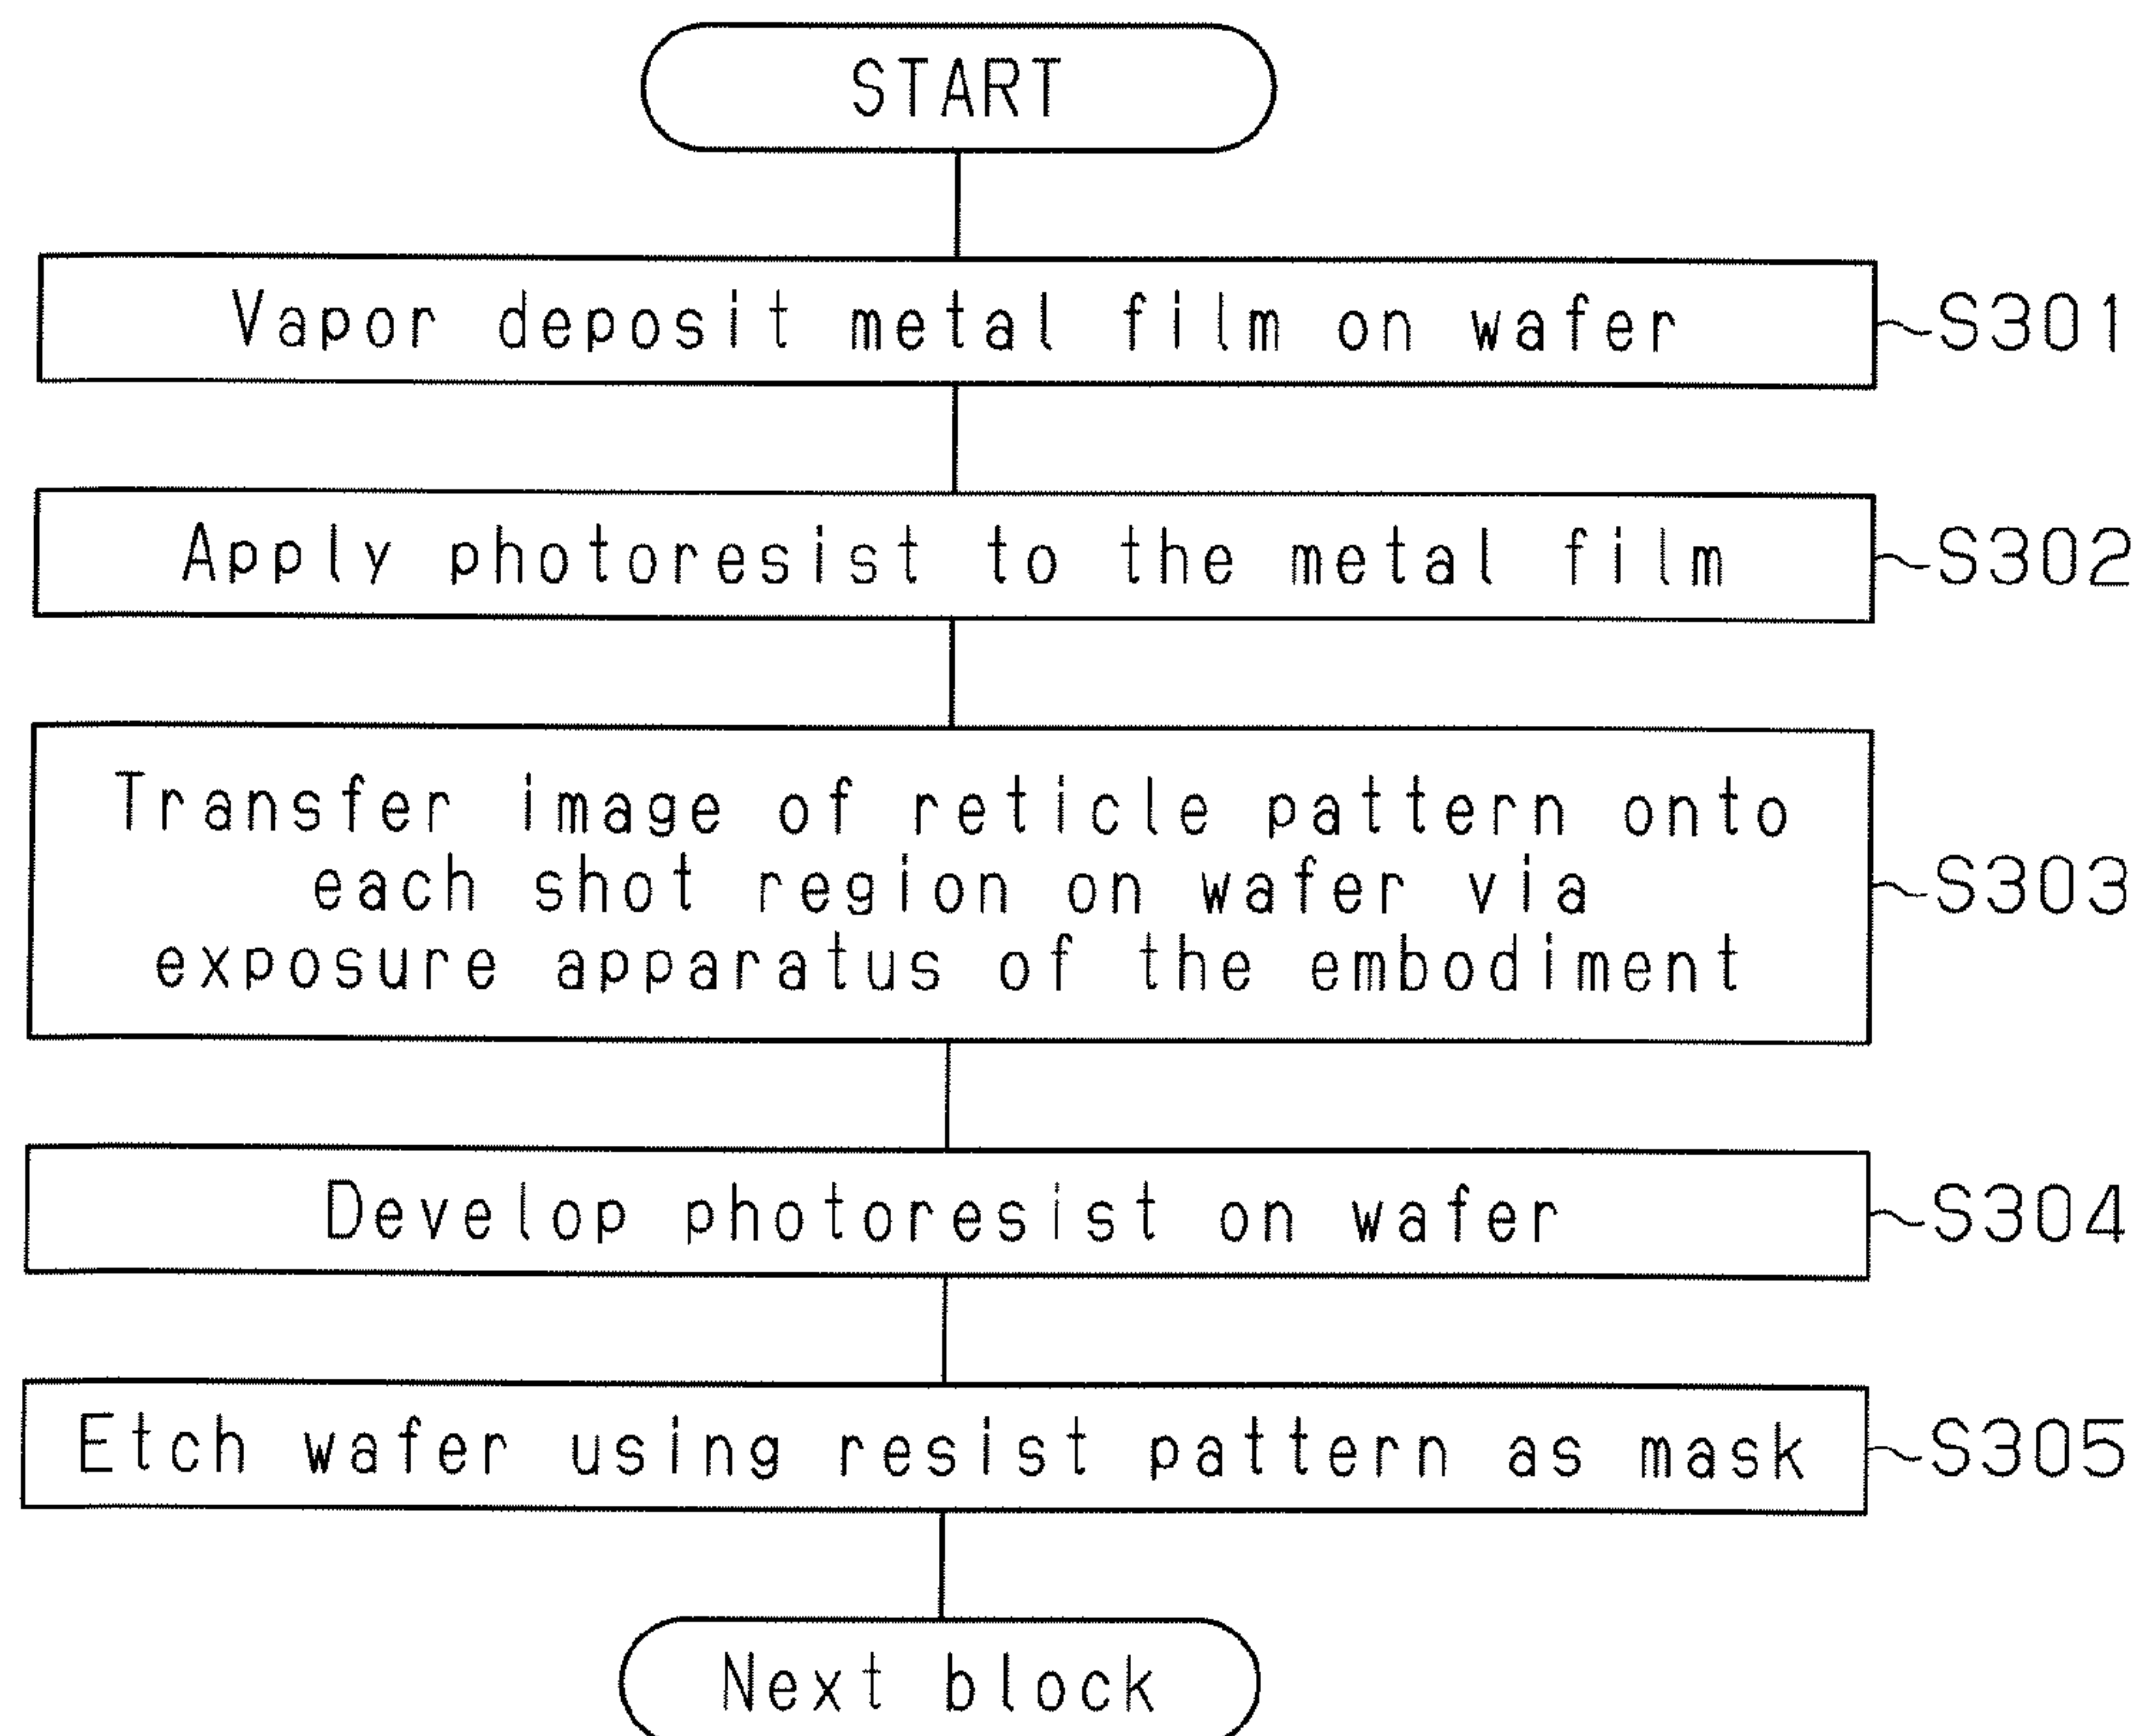 START
Vapor deposit metal film on wafer
S301
Apply photoresist to the metal film
S302
Transfer image of reticle pattern onto
each shot region on wafer via
exposure apparatus of the embodiment
S303
Develop photoresist on wafer
S304
Etch wafer using resist pattern as mask
S305
Next block